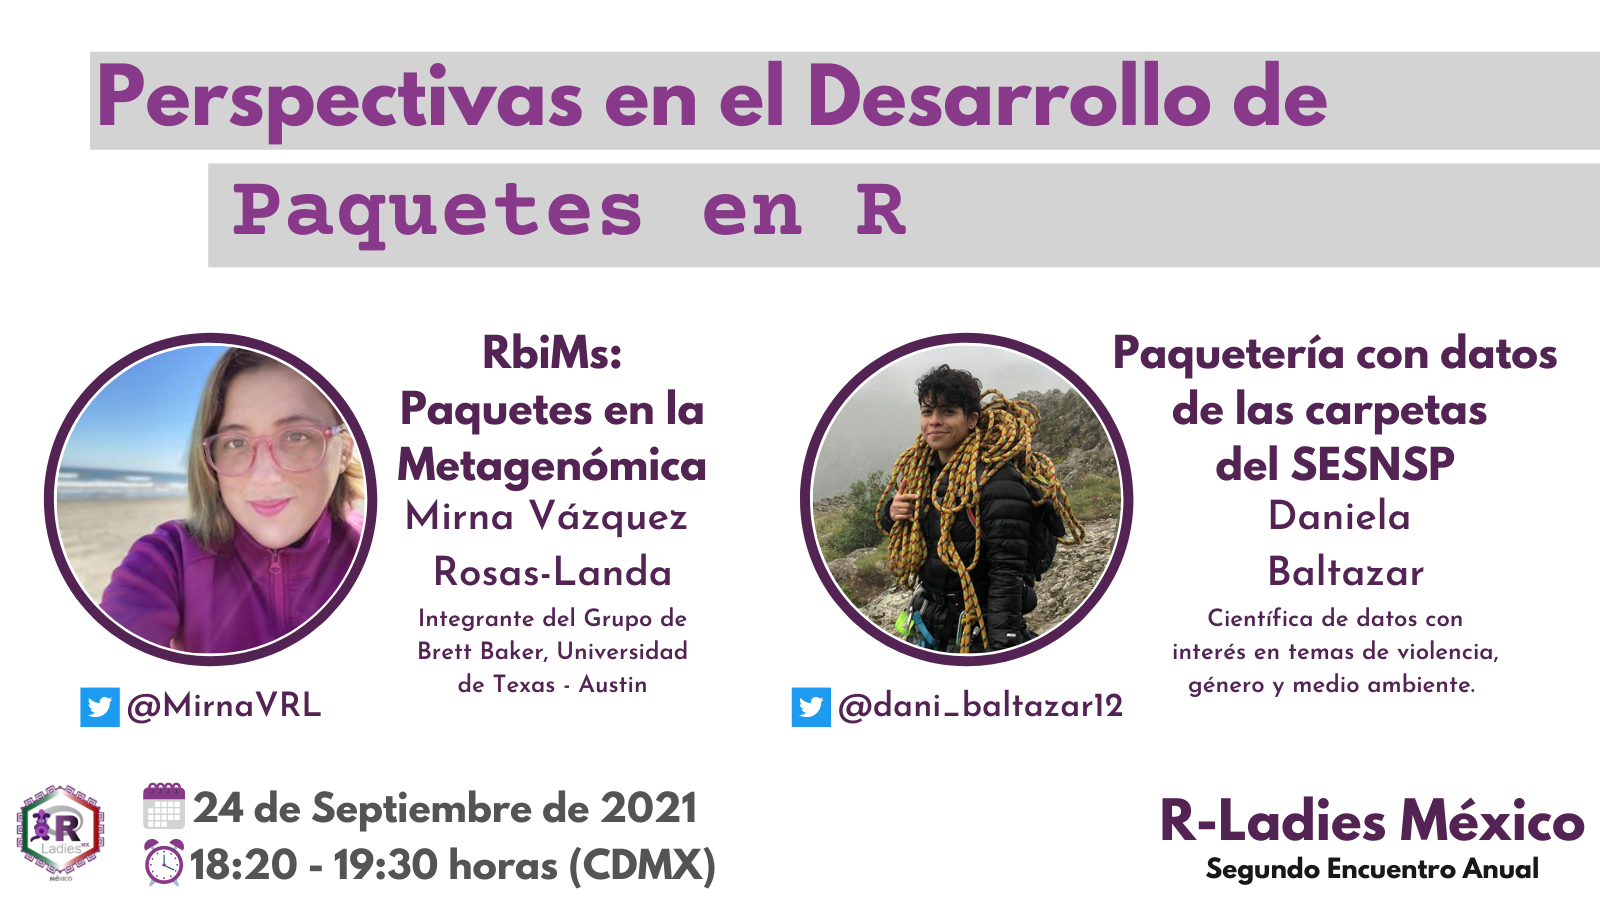 Perspectivas en el Desarrollo de
Paquetes en R
RbiMs:
Paquetes en la
Metagenómica
Mirna Vázquez
Rosas-Landa
Integrante del Grupo de
Brett Baker, Universidad
de Texas - Austin
@MirnaVRL
Paquetería con datos
de las carpetas
del SESNSP
Daniela
Baltazar
Científica de datos con
interés en temas de violencia,
género y medio ambiente.
@dani_baltazar12
R
Ladies MX
MÉXICO
24 de Septiembre de 2021
18:20 - 19:30 horas (CDMX)
R-Ladies México
Segundo Encuentro Anual